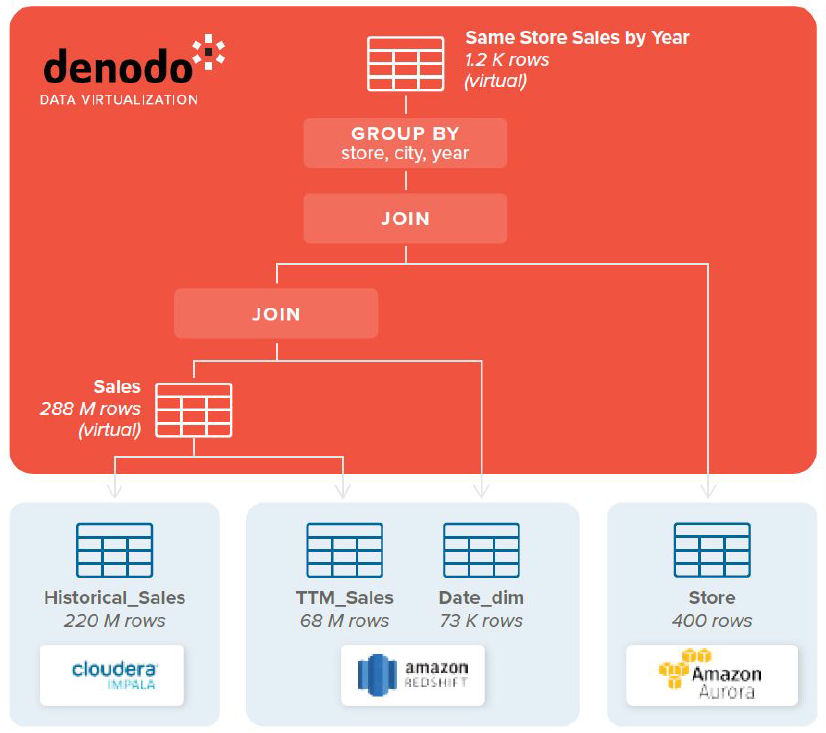 denodo
DATA VIRTUALIZATION
Same Store Sales by Year
1.2 K rows
(virtual)
GROUP BY
store, city, year
JOIN
JOIN
Sales
288 M rows
(virtual)
Historical_Sales
220 M rows
cloudera
IMPALA
TTM_Sales
68 M rows
Date_dim
73 K rows
amazon
REDSHIFT
Store
400 rows
Amazon
Aurora